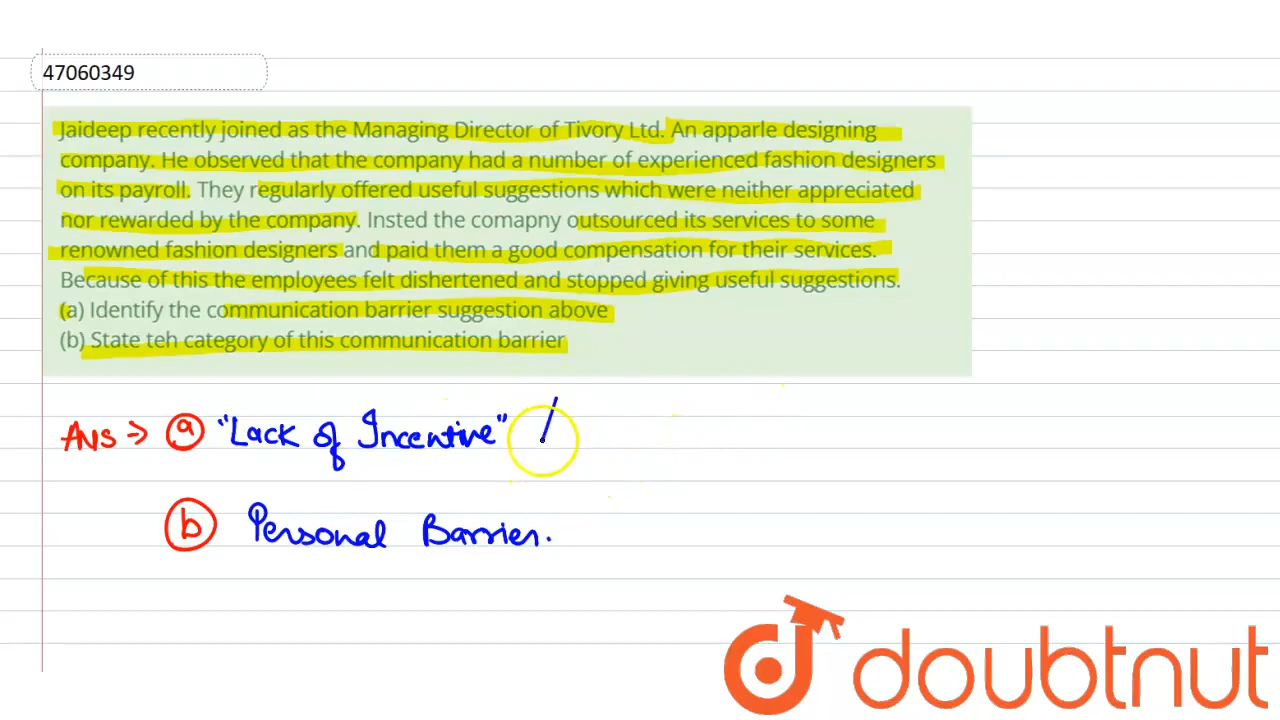 47060349
Jaideep recently joined as the Managing Director of Tivory Ltd. An apparle designing
company. He observed that the company had a number of experienced fashion designers
on its payroll. They regularly offered useful suggestions which were neither appreciated
nor rewarded by the company. Insted the comapny outsourced its services to some
renowned fashion designers and paid them a good compensation for their services.
Because of this the employees felt dishertened and stopped giving useful suggestions.
(a) Identify the communication barrier suggestion above
(b) State teh category of this communication barrier
Ans ⇒ (a) "Lack of Incentive"
(b) Personal Barrier.
doubtnut